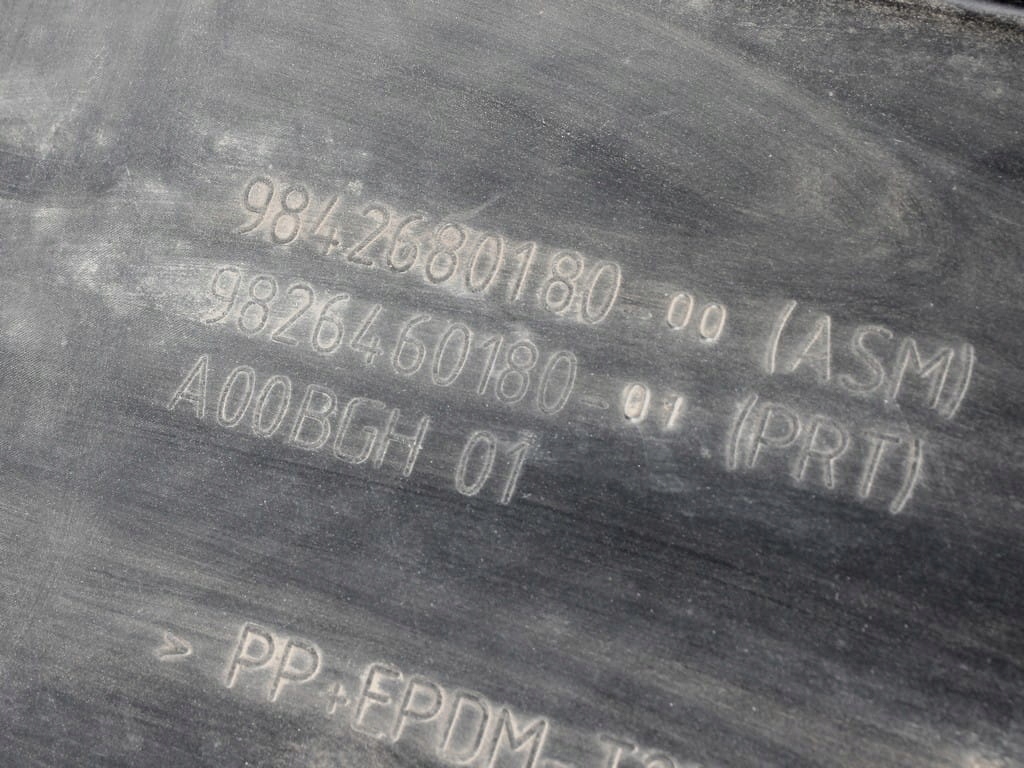 9842680180-00 (ASM)
9826460180-01 (PRT)
A00BGH 01
>PP+EPDM-T